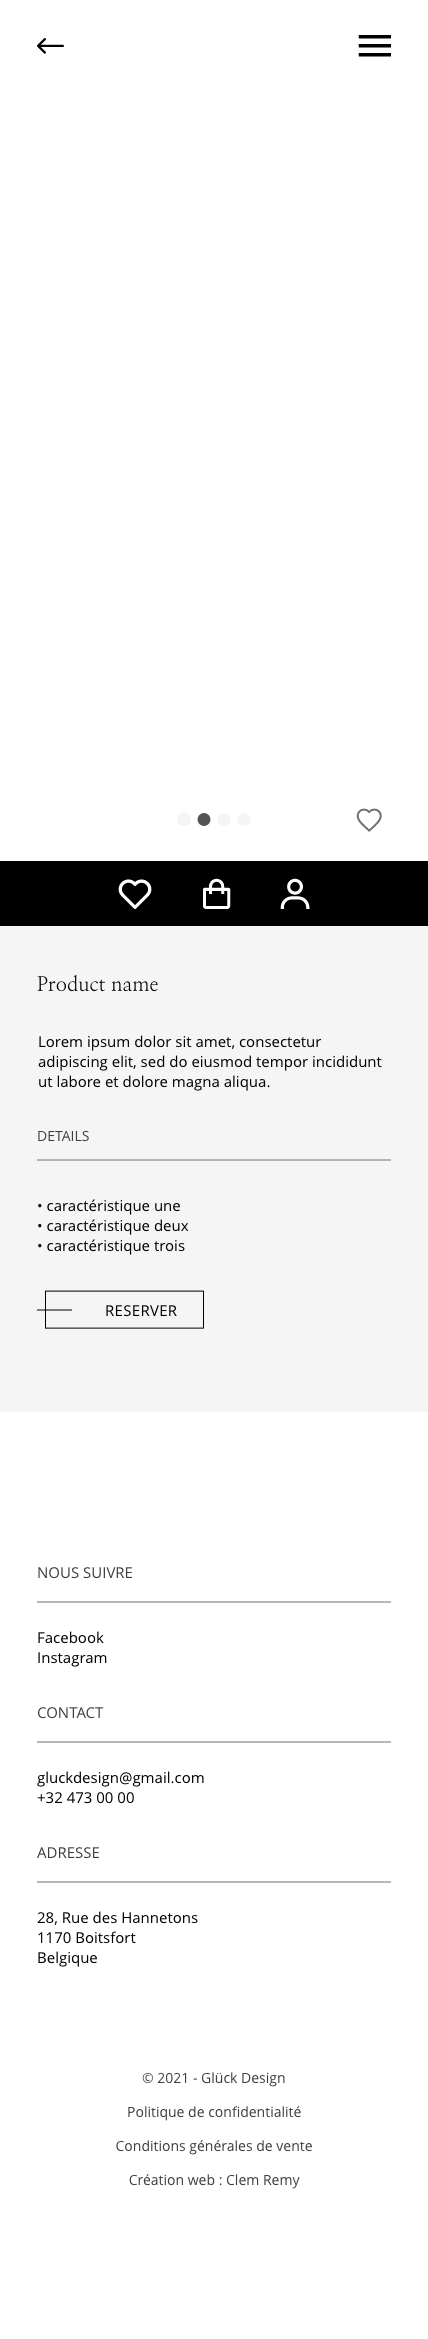 Product name
Lorem ipsum dolor sit amet, consectetur
adipiscing elit, sed do eiusmod tempor incididunt
ut labore et dolore magna aliqua.
DETAILS
• caractéristique une
• caractéristique deux
• caractéristique trois
RESERVER
NOUS SUIVRE
Facebook
Instagram
CONTACT
gluckdesign@gmail.com
+32 473 00 00
ADRESSE
28, Rue des Hannetons
1170 Boitsfort
Belgique
© 2021 - Glück Design
Politique de confidentialité
Conditions générales de vente
Création web : Clem Remy